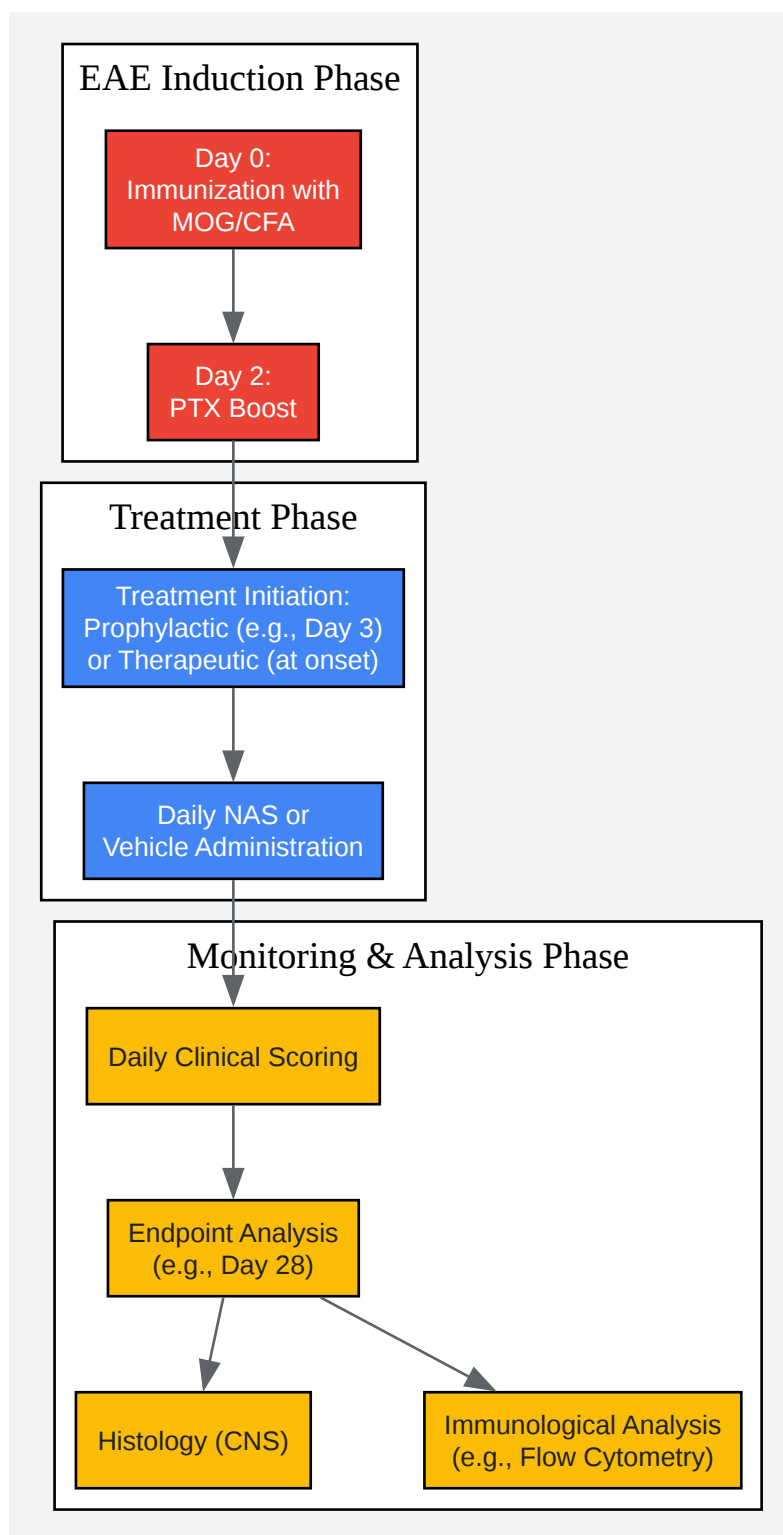 EAE Induction Phase
Day 0:
Immunization with
MOG/CFA
Day 2:
PTX Boost
Treatment Phase
Treatment Initiation:
Prophylactic (e.g., Day 3)
or Therapeutic (at onset)
Daily NAS or
Vehicle Administration
Monitoring & Analysis Phase
Daily Clinical Scoring
Endpoint Analysis
(e.g., Day 28)
Histology (CNS)
Immunological Analysis
(e.g., Flow Cytometry)